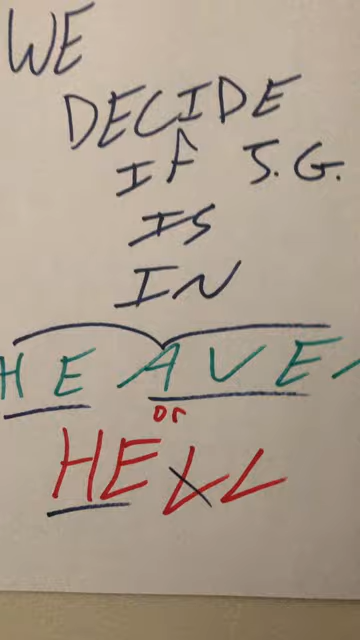 WE
DECIDE
IF J.G.
IS
IN
HEAVEN
or
HELL